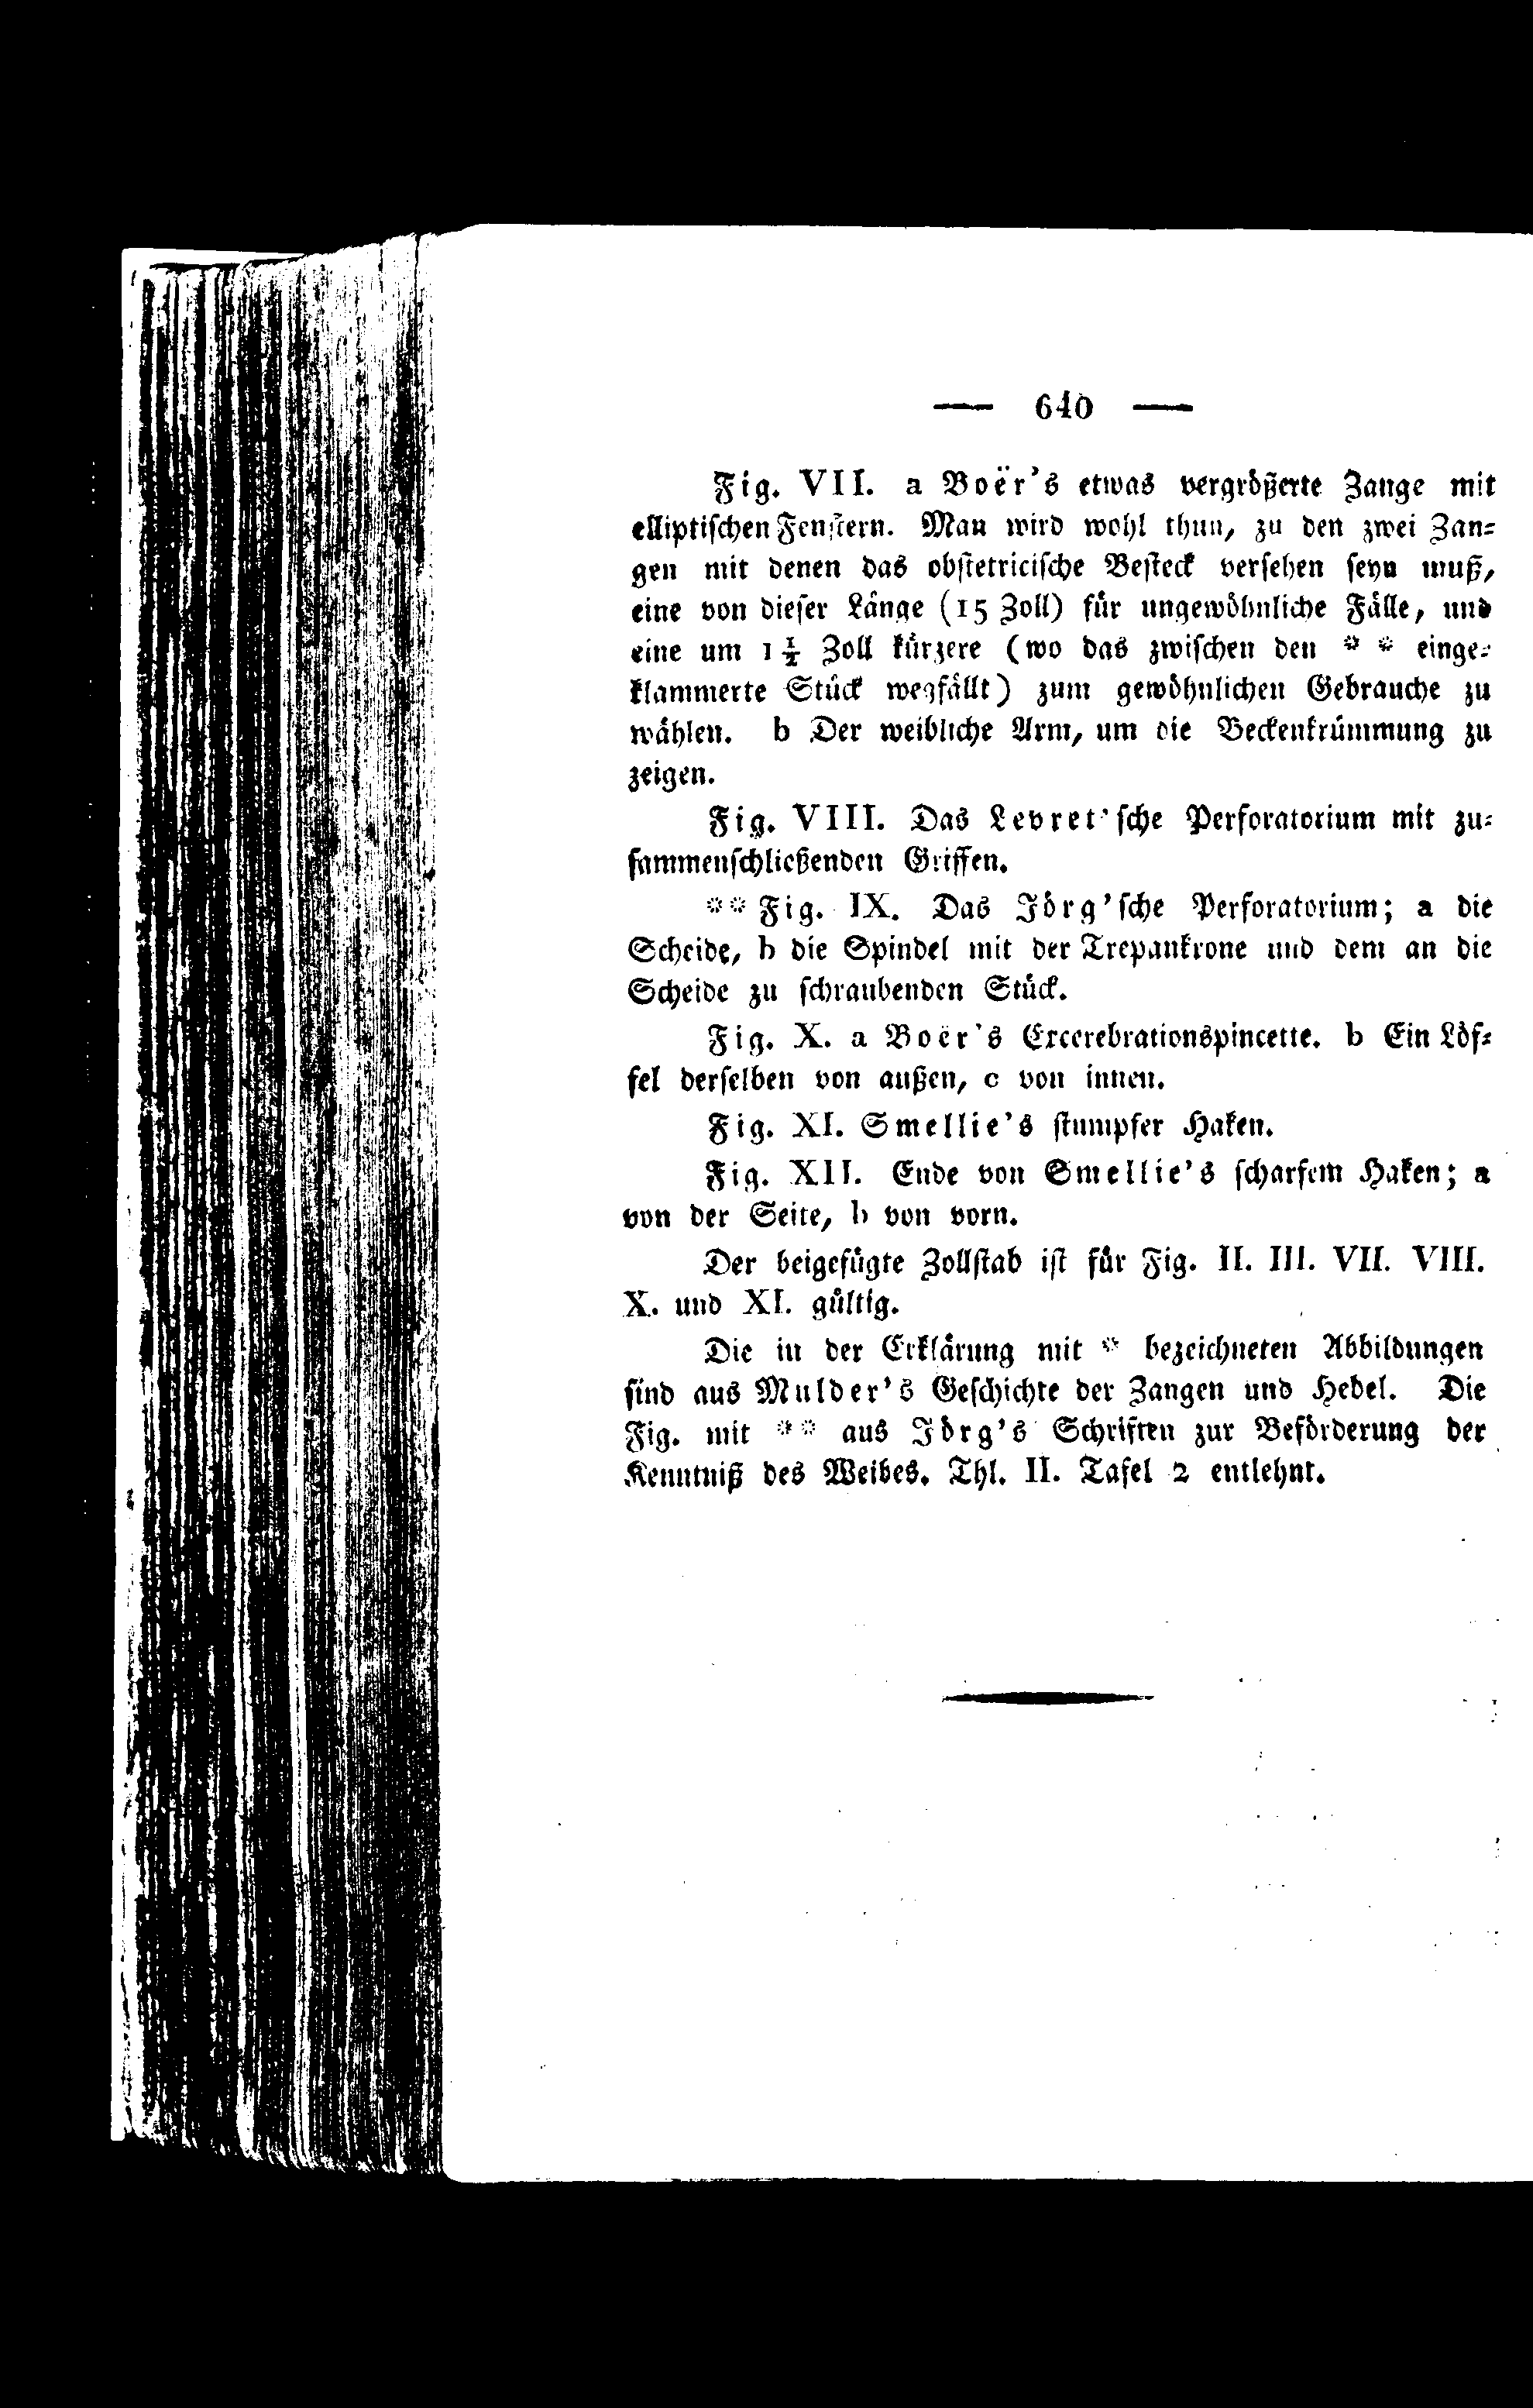 — 640 —
Fig. VII. a Boër's etwas vergrößerte Zange mit
elliptischen Fenstern. Man wird wohl thun, zu den zwei Zan-
gen mit denen das obstetricische Besteck versehen seyn muß,
eine von dieser Länge (15 Zoll) für ungewöhnliche Fälle, und
eine um 1 ½ Zoll kürzere (wo das zwischen den * * einge-
klammerte Stück wegfällt) zum gewöhnlichen Gebrauche zu
wählen. b Der weibliche Arm, um die Beckenkrümmung zu
zeigen.
Fig. VIII. Das Levret'sche Perforatorium mit zu-
sammenschließenden Griffen.
** Fig. IX. Das Jörg'sche Perforatorium; a die
Scheide, b die Spindel mit der Trepankrone und dem an die
Scheide zu schraubenden Stück.
Fig. X. a Boër's Excerebrationspincette. b Ein Löf-
fel derselben von außen, c von innen.
Fig. XI. Smellie's stumpfer Haken.
Fig. XII. Ende von Smellie's scharfem Haken; a
von der Seite, b von vorn.
Der beigefügte Zollstab ist für Fig. II. III. VII. VIII.
X. und XI. gültig.
Die in der Erklärung mit * bezeichneten Abbildungen
sind aus Mulder's Geschichte der Zangen und Hebel. Die
Fig. mit ** aus Jörg's Schriften zur Beförderung der
Kenntniß des Weibes. Thl. II. Tafel 2 entlehnt.